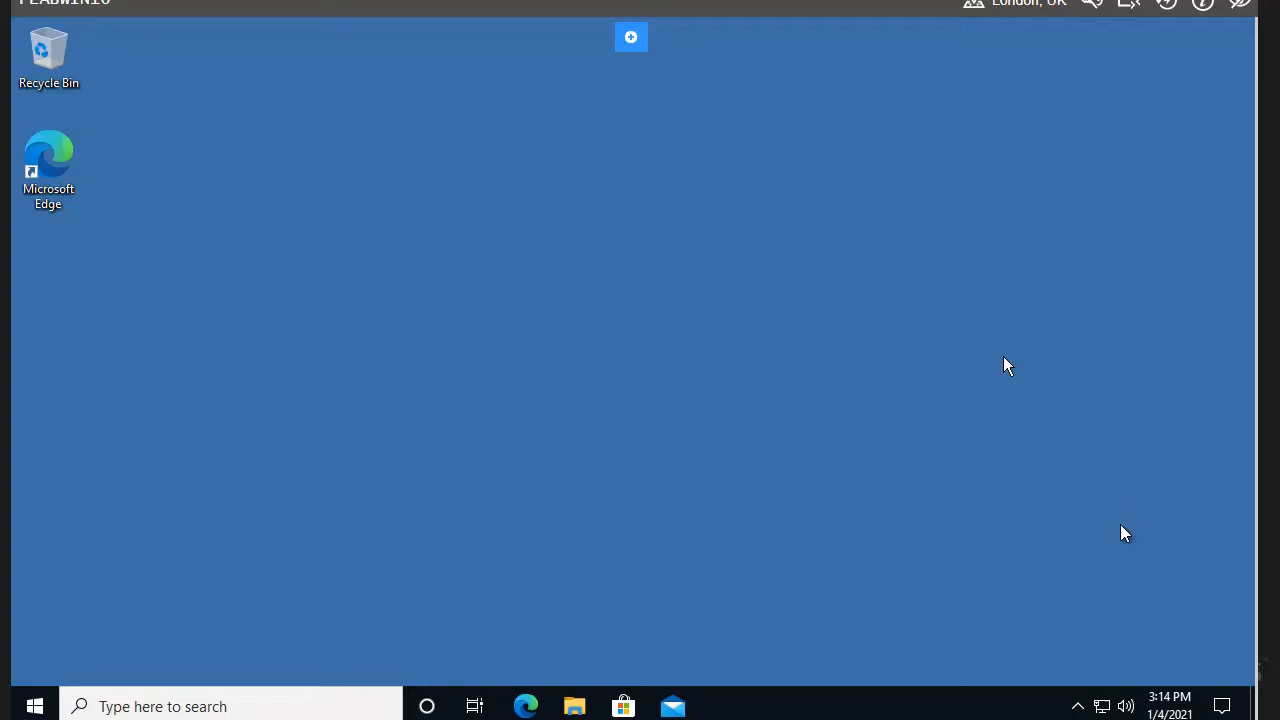 London, UK
Recycle Bin
Microsoft
Edge
Type here to search
3:14 PM
1/4/2021